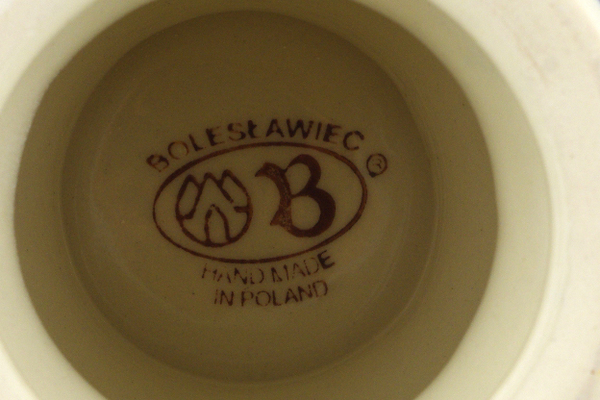 BOLESŁAWIEC ®
B
HAND MADE
IN POLAND